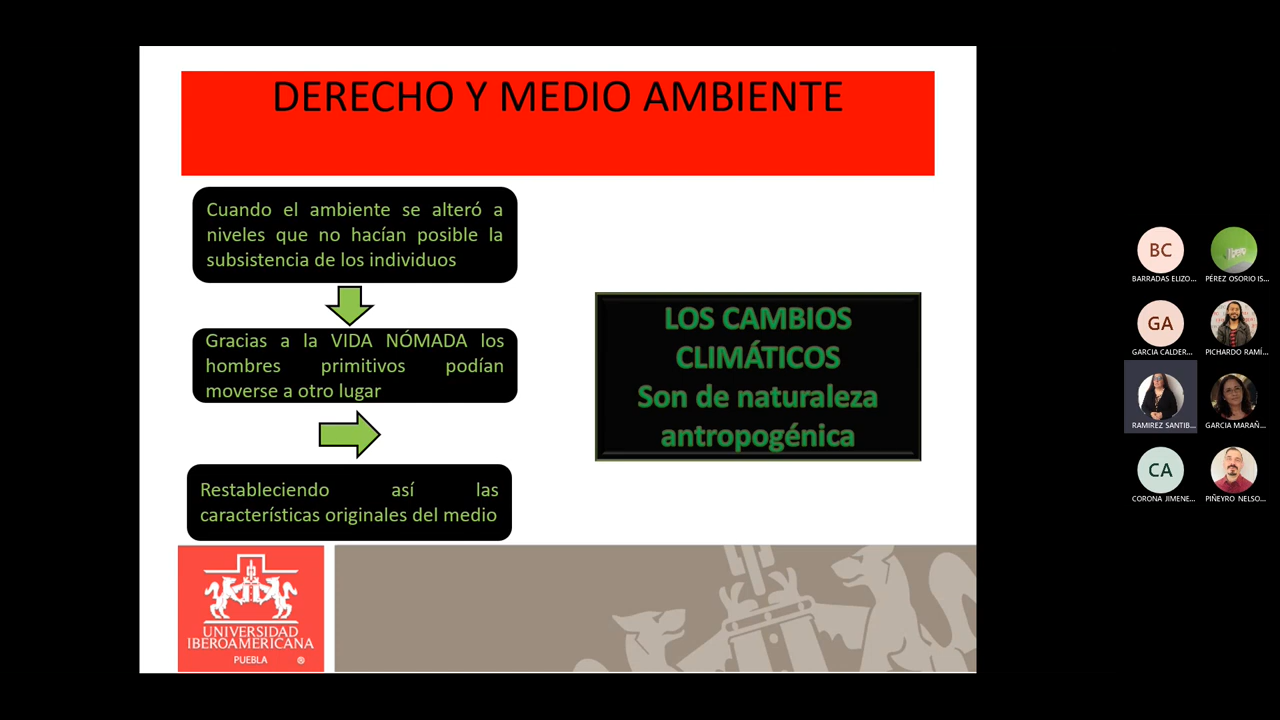 DERECHO Y MEDIO AMBIENTE
Cuando el ambiente se alteró a
niveles que no hacían posible la
subsistencia de los individuos
Gracias a la VIDA NÓMADA los
hombres primitivos podían
moverse a otro lugar
Restableciendo así las
características originales del medio
LOS CAMBIOS
CLIMÁTICOS
Son de naturaleza
antropogénica
UNIVERSIDAD
IBEROAMERICANA
PUEBLA ®
BC
BARRADAS ELIZO...
PÉREZ OSORIO IS...
GA
GARCIA CALDER...
PICHARDO RAMÍ...
RAMIREZ SANTIB...
GARCIA MARAÑ...
CA
CORONA JIMENE...
PIÑEYRO NELSO...